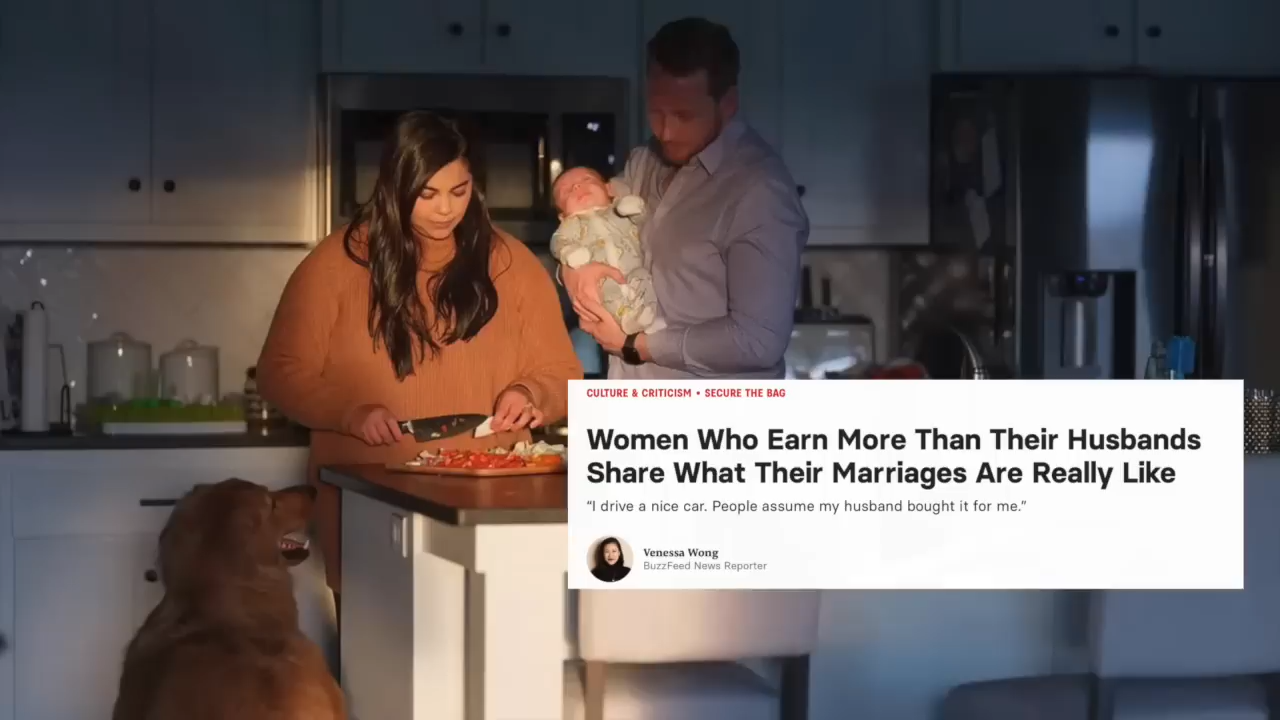 CULTURE & CRITICISM • SECURE THE BAG
Women Who Earn More Than Their Husbands
Share What Their Marriages Are Really Like
“I drive a nice car. People assume my husband bought it for me.”
Venessa Wong
BuzzFeed News Reporter